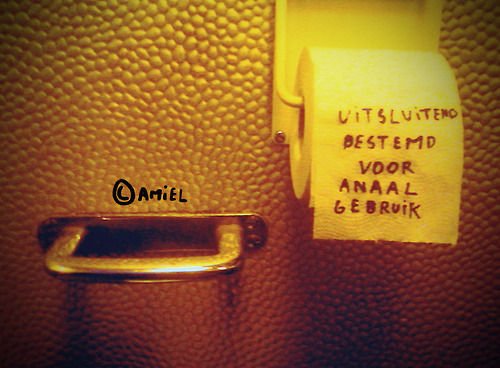 UITSLUITEND
BESTEMD
VOOR
ANAAL
GEBRUIK
© AMIEL